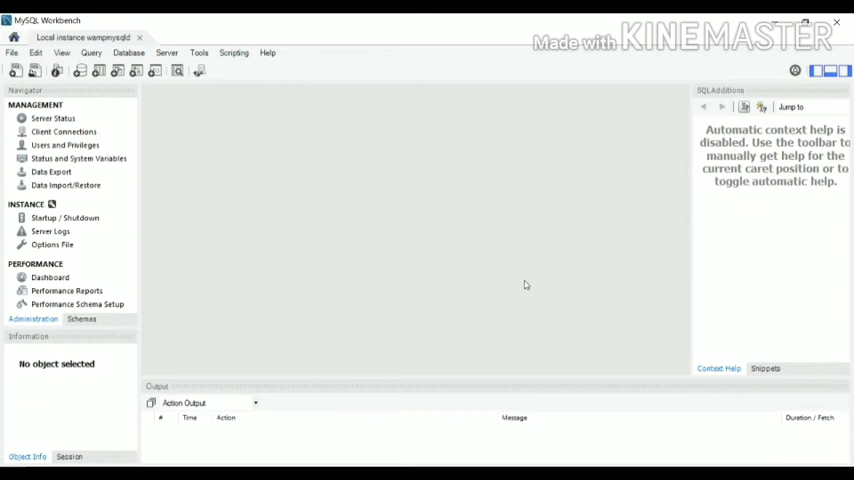 MySQL Workbench
Made with KINEMASTER
Local instance wampmysqld
File Edit View Query Database Server Tools Scripting Help
Navigator
MANAGEMENT
Server Status
Client Connections
Users and Privileges
Status and System Variables
Data Export
Data Import/Restore
INSTANCE
Startup / Shutdown
Server Logs
Options File
PERFORMANCE
Dashboard
Performance Reports
Performance Schema Setup
Administration Schemas
Information
No object selected
Object Info Session
SQLAdditions
Jump to
Automatic context help is
disabled. Use the toolbar to
manually get help for the
current caret position or to
toggle automatic help.
Context Help Snippets
Output
Action Output
# Time Action Message Duration / Fetch